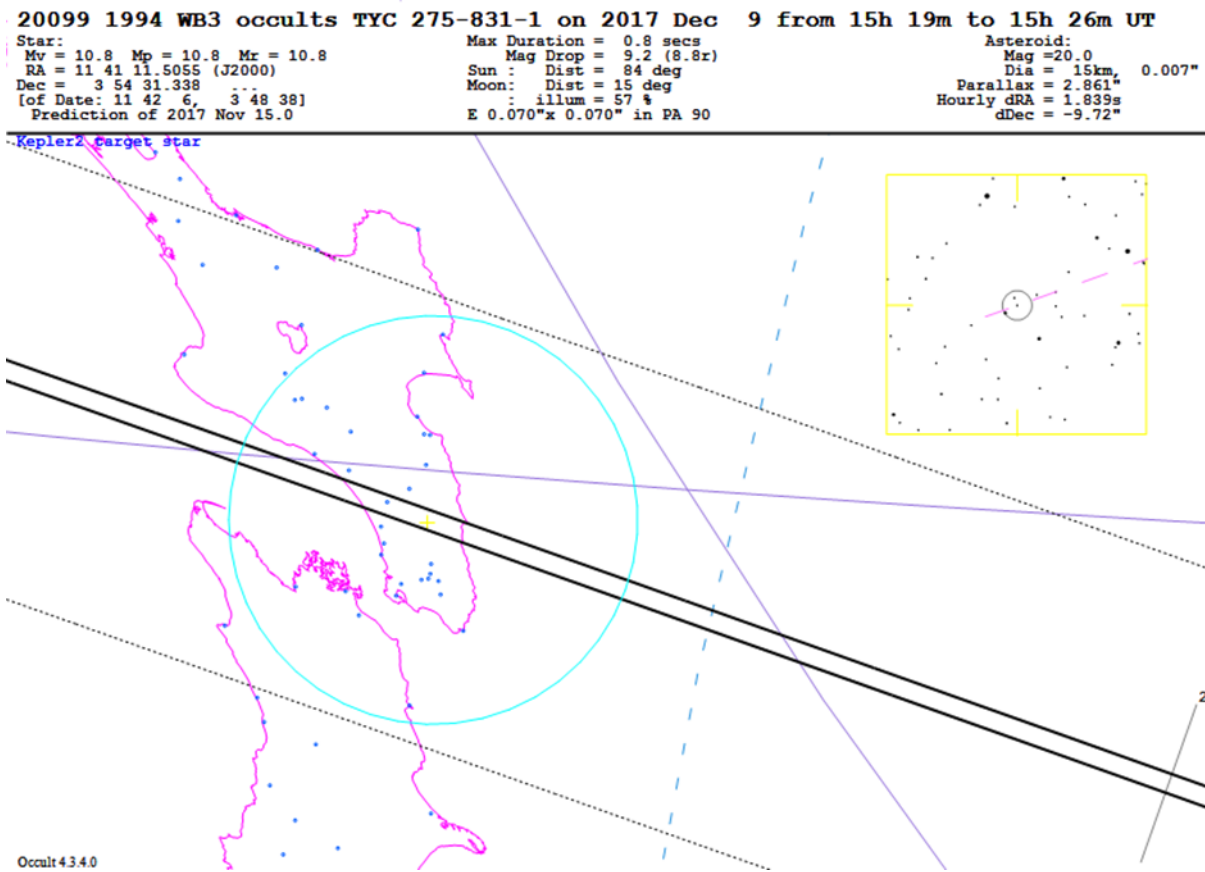 20099 1994 WB3 occults TYC 275-831-1 on 2017 Dec  9 from 15h 19m to 15h 26m UT
Star:
Mv = 10.8  Mp = 10.8  Mr = 10.8
RA = 11 41 11.5055 (J2000)
Dec =   3 54 31.338   ...
[of Date: 11 42  6,   3 48 38]
Prediction of 2017 Nov 15.0
Max Duration =  0.8 secs
Mag Drop =  9.2 (8.8r)
Sun :   Dist =  84 deg
Moon:   Dist =  15 deg
:  illum = 57 %
E 0.070"x 0.070" in PA 90
Asteroid:
Mag =20.0
Dia =  15km,   0.007"
Parallax = 2.861"
Hourly dRA = 1.839s
dDec = -9.72"
Kepler2 target star
2
Occult 4.3.4.0